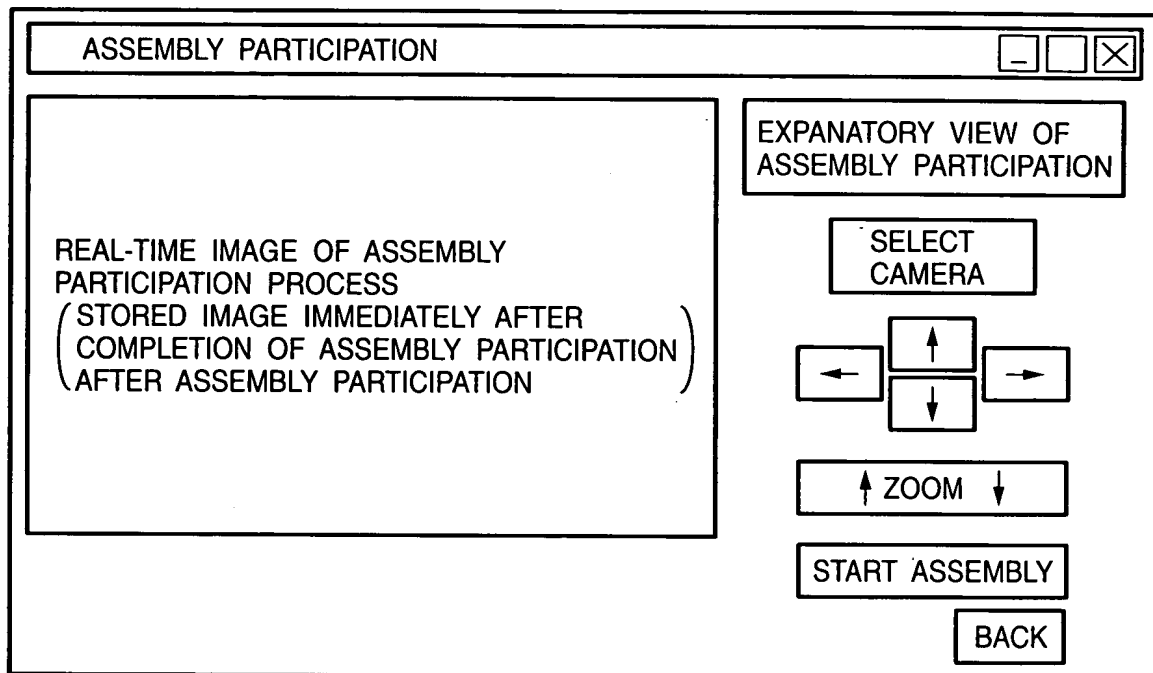 ASSEMBLY PARTICIPATION
REAL-TIME IMAGE OF ASSEMBLY
PARTICIPATION PROCESS
(STORED IMAGE IMMEDIATELY AFTER
COMPLETION OF ASSEMBLY PARTICIPATION
AFTER ASSEMBLY PARTICIPATION)
EXPANATORY VIEW OF
ASSEMBLY PARTICIPATION
SELECT
CAMERA
↑
← →
↓
↑ ZOOM ↓
START ASSEMBLY
BACK